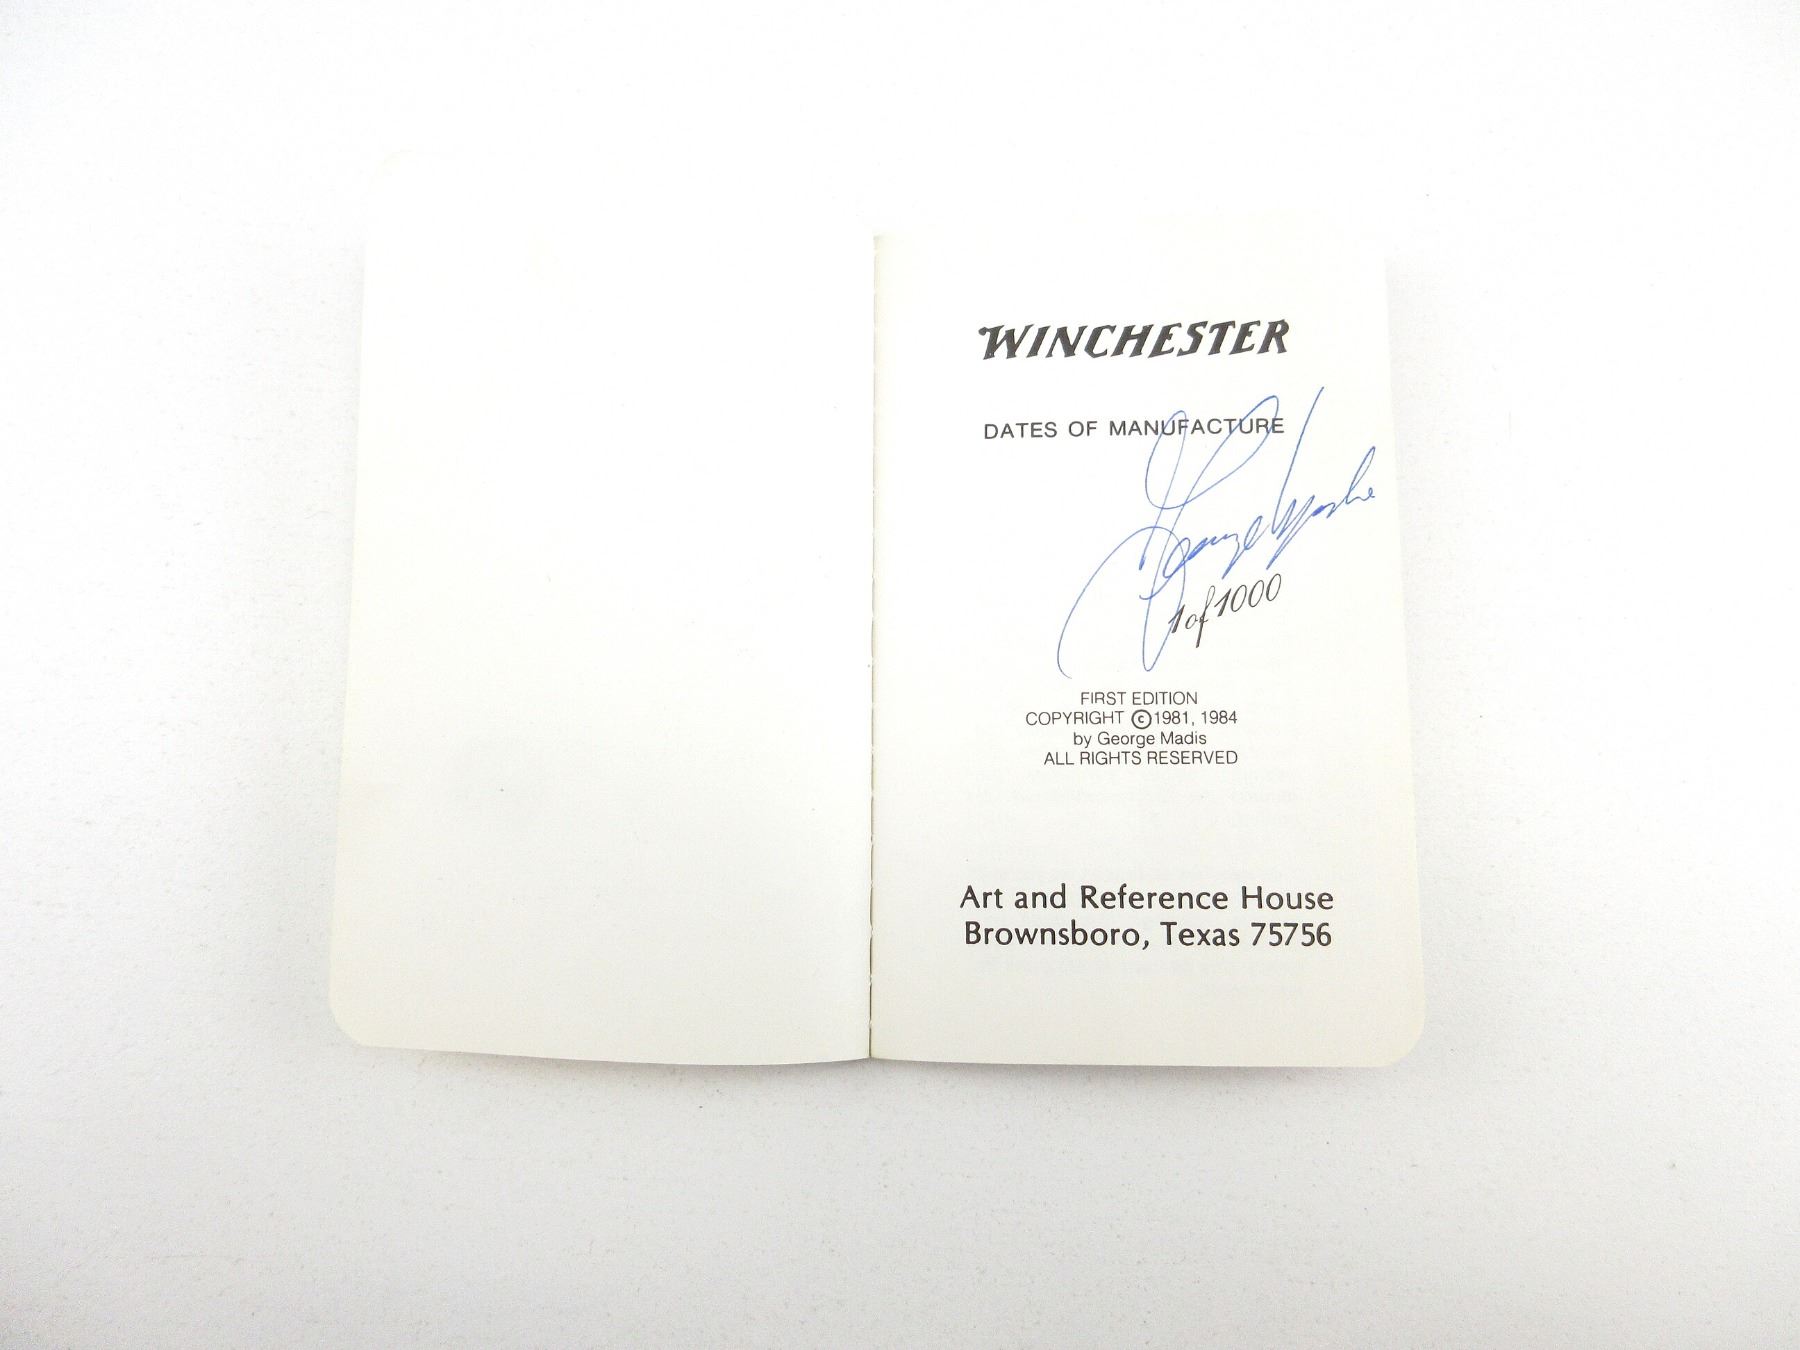 WINCHESTER
DATES OF MANUFACTURE
George
1 of 1000
FIRST EDITION
COPYRIGHT ©1981, 1984
by George Madis
ALL RIGHTS RESERVED
Art and Reference House
Brownsboro, Texas 75756